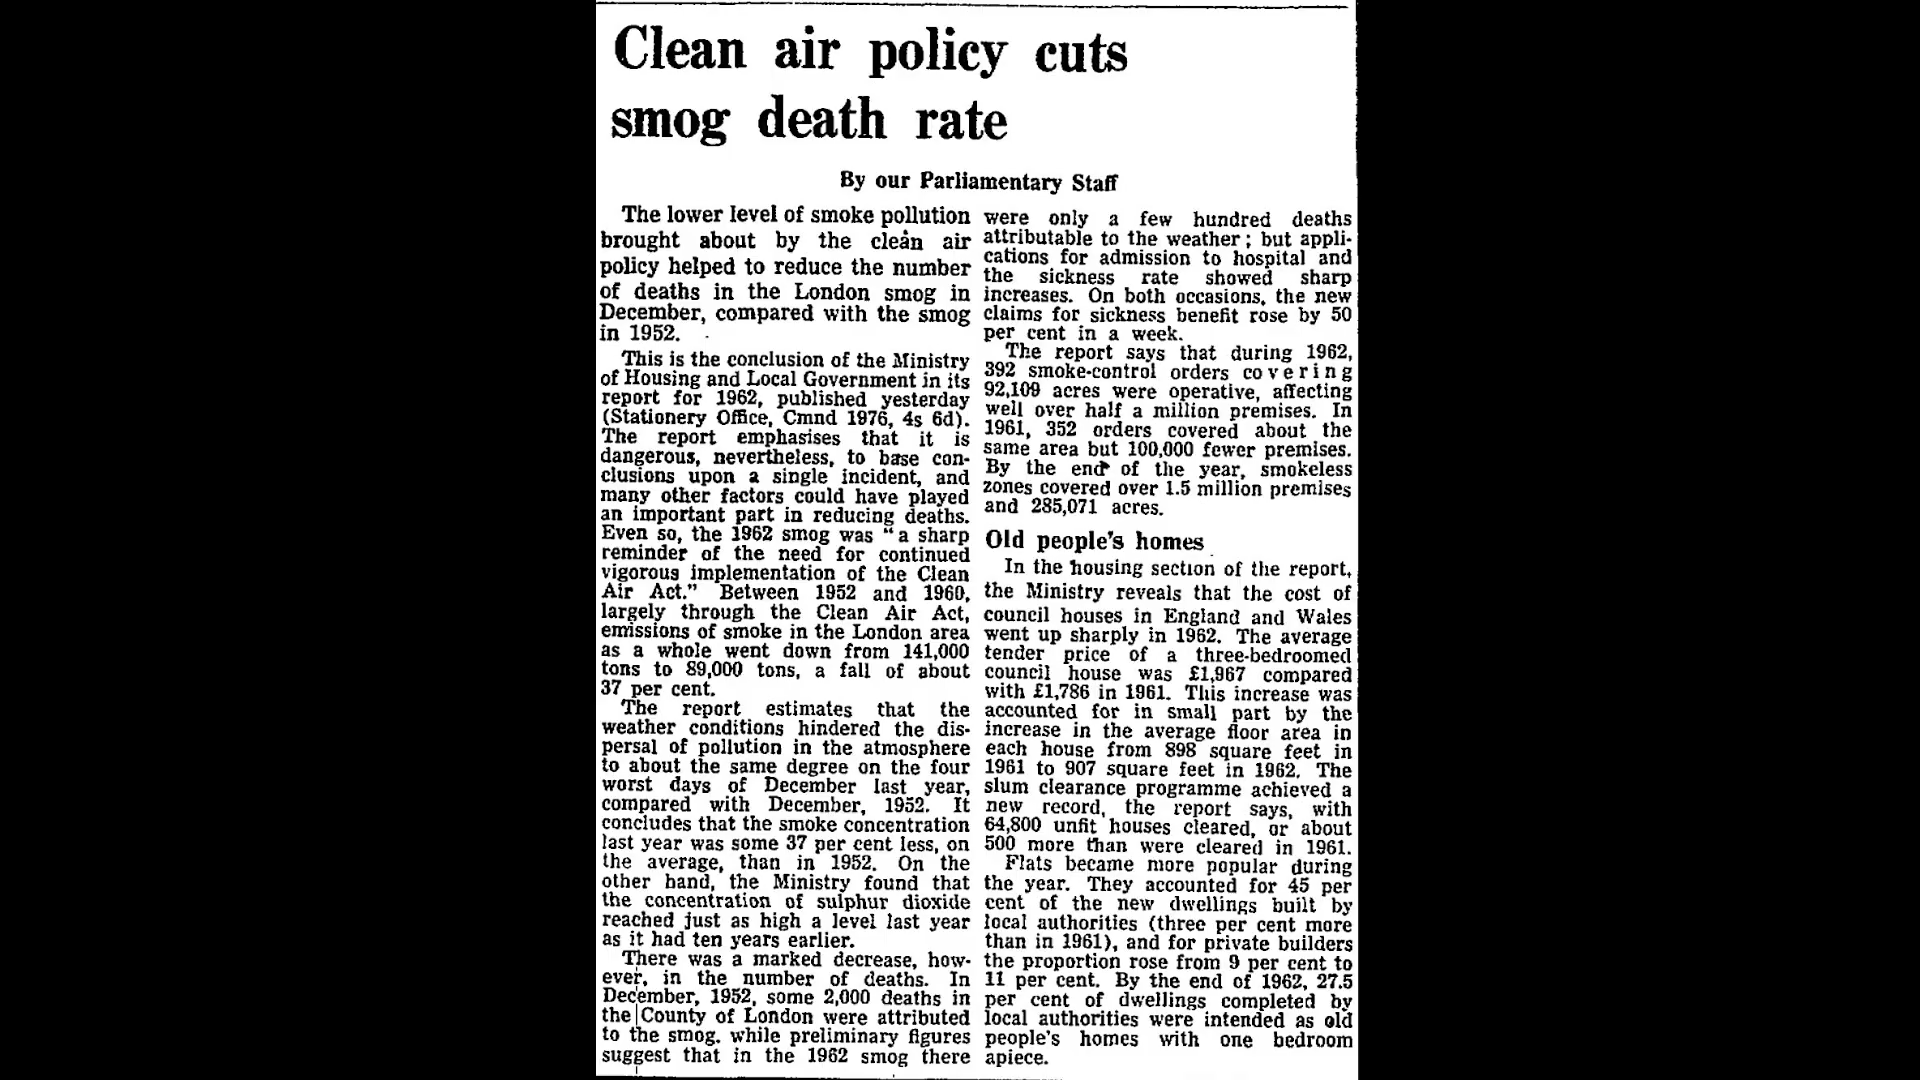 Clean air policy cuts
smog death rate
By our Parliamentary Staff
The lower level of smoke pollution
brought about by the clean air
policy helped to reduce the number
of deaths in the London smog in
December, compared with the smog
in 1952.
This is the conclusion of the Ministry
of Housing and Local Government in its
report for 1962, published yesterday
(Stationery Office, Cmnd 1976, 4s 6d).
The report emphasises that it is
dangerous, nevertheless, to base con-
clusions upon a single incident, and
many other factors could have played
an important part in reducing deaths.
Even so, the 1962 smog was "a sharp
reminder of the need for continued
vigorous implementation of the Clean
Air Act." Between 1952 and 1960,
largely through the Clean Air Act,
emissions of smoke in the London area
as a whole went down from 141,000
tons to 89,000 tons, a fall of about
37 per cent.
The report estimates that the
weather conditions hindered the dis-
persal of pollution in the atmosphere
to about the same degree on the four
worst days of December last year,
compared with December, 1952. It
concludes that the smoke concentration
last year was some 37 per cent less, on
the average, than in 1952. On the
other hand, the Ministry found that
the concentration of sulphur dioxide
reached just as high a level last year
as it had ten years earlier.
There was a marked decrease, how-
ever, in the number of deaths. In
December, 1952, some 2,000 deaths in
the County of London were attributed
to the smog, while preliminary figures
suggest that in the 1962 smog there
were only a few hundred deaths
attributable to the weather; but appli-
cations for admission to hospital and
the sickness rate showed sharp
increases. On both occasions, the new
claims for sickness benefit rose by 50
per cent in a week.
The report says that during 1962,
392 smoke-control orders covering
92,109 acres were operative, affecting
well over half a million premises. In
1961, 352 orders covered about the
same area but 100,000 fewer premises.
By the end of the year, smokeless
zones covered over 1.5 million premises
and 285,071 acres.
Old people's homes
In the housing section of the report,
the Ministry reveals that the cost of
council houses in England and Wales
went up sharply in 1962. The average
tender price of a three-bedroomed
council house was £1,967 compared
with £1,786 in 1961. This increase was
accounted for in small part by the
increase in the average floor area in
each house from 898 square feet in
1961 to 907 square feet in 1962. The
slum clearance programme achieved a
new record, the report says, with
64,800 unfit houses cleared, or about
500 more than were cleared in 1961.
Flats became more popular during
the year. They accounted for 45 per
cent of the new dwellings built by
local authorities (three per cent more
than in 1961), and for private builders
the proportion rose from 9 per cent to
11 per cent. By the end of 1962, 27.5
per cent of dwellings completed by
local authorities were intended as old
people's homes with one bedroom
apiece.